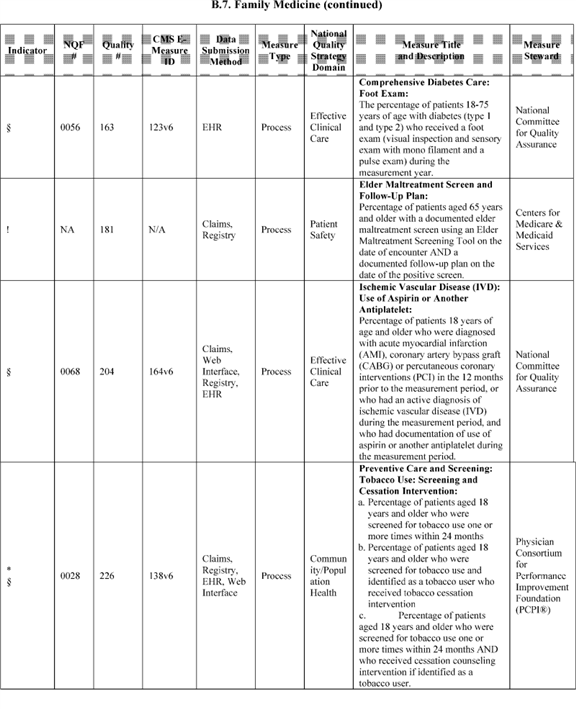 B.7. Family Medicine (continued)
Indicator
NQF
#
Quality
#
CMS E-
Measure
ID
Data
Submission
Method
Measure
Type
National
Quality
Strategy
Domain
Measure Title
and Description
Measure
Steward
§
0056
163
123v6
EHR
Process
Effective
Clinical
Care
Comprehensive Diabetes Care:
Foot Exam:
The percentage of patients 18-75
years of age with diabetes (type 1
and type 2) who received a foot
exam (visual inspection and sensory
exam with mono filament and a
pulse exam) during the
measurement year.
National
Committee
for Quality
Assurance
!
NA
181
N/A
Claims,
Registry
Process
Patient
Safety
Elder Maltreatment Screen and
Follow-Up Plan:
Percentage of patients aged 65 years
and older with a documented elder
maltreatment screen using an Elder
Maltreatment Screening Tool on the
date of encounter AND a
documented follow-up plan on the
date of the positive screen.
Centers for
Medicare &
Medicaid
Services
§
0068
204
164v6
Claims,
Web
Interface,
Registry,
EHR
Process
Effective
Clinical
Care
Ischemic Vascular Disease (IVD):
Use of Aspirin or Another
Antiplatelet:
Percentage of patients 18 years of
age and older who were diagnosed
with acute myocardial infarction
(AMI), coronary artery bypass graft
(CABG) or percutaneous coronary
interventions (PCI) in the 12 months
prior to the measurement period, or
who had an active diagnosis of
ischemic vascular disease (IVD)
during the measurement period, and
who had documentation of use of
aspirin or another antiplatelet during
the measurement period.
National
Committee
for Quality
Assurance
*
§
0028
226
138v6
Claims,
Registry,
EHR, Web
Interface
Process
Commun
ity/Popul
ation
Health
Preventive Care and Screening:
Tobacco Use: Screening and
Cessation Intervention:
a. Percentage of patients aged 18
years and older who were
screened for tobacco use one or
more times within 24 months
b. Percentage of patients aged 18
years and older who were
screened for tobacco use and
identified as a tobacco user who
received tobacco cessation
intervention
c. Percentage of patients
aged 18 years and older who were
screened for tobacco use one or
more times within 24 months AND
who received cessation counseling
intervention if identified as a
tobacco user.
Physician
Consortium
for
Performance
Improvement
Foundation
(PCPI®)